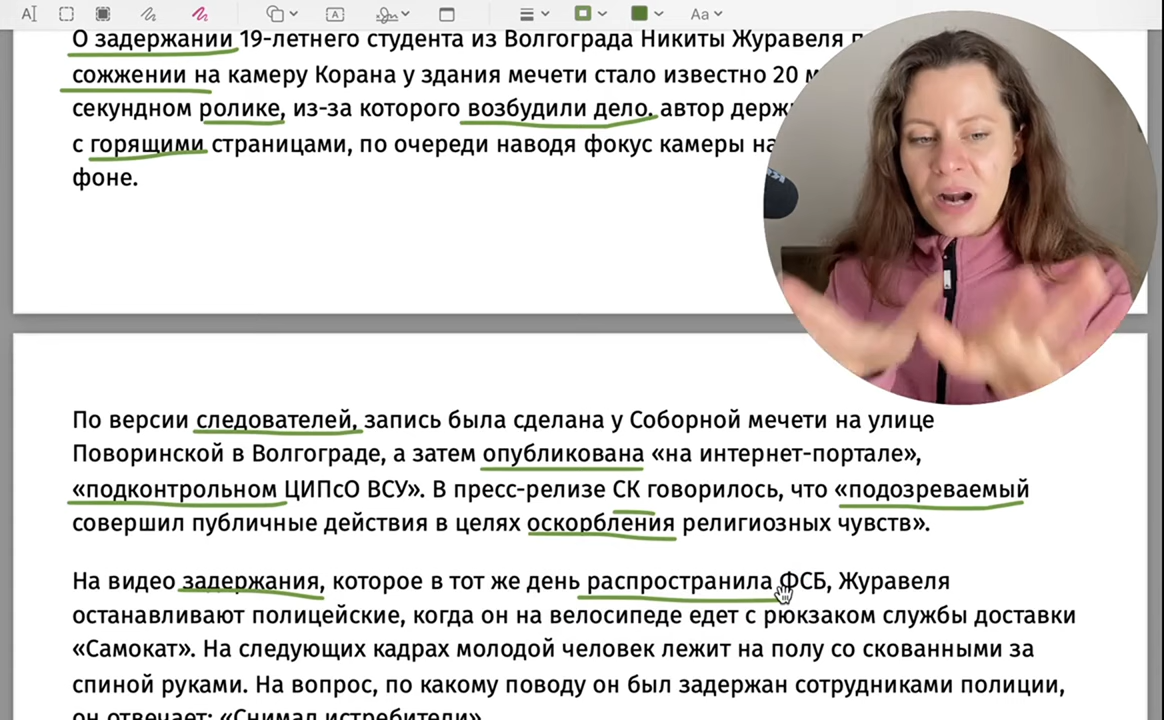 О задержании 19-летнего студента из Волгограда Никиты Журавеля
сожжении на камеру Корана у здания мечети стало известно 20
секундном ролике, из-за которого возбудили дело, автор
с горящими страницами, по очереди наводя фокус камеры
фоне.
По версии следователей, запись была сделана у Соборной мечети на улице
Поворинской в Волгограде, а затем опубликована «на интернет-портале»,
«подконтрольном ЦИПсО ВСУ». В пресс-релизе СК говорилось, что «подозреваемый
совершил публичные действия в целях оскорбления религиозных чувств».
На видео задержания, которое в тот же день распространила ФСБ, Журавеля
останавливают полицейские, когда он на велосипеде едет с рюкзаком службы доставки
«Самокат». На следующих кадрах молодой человек лежит на полу со скованными за
спиной руками. На вопрос, по какому поводу он был задержан сотрудниками полиции,
он отвечает: «Снимал истребители».